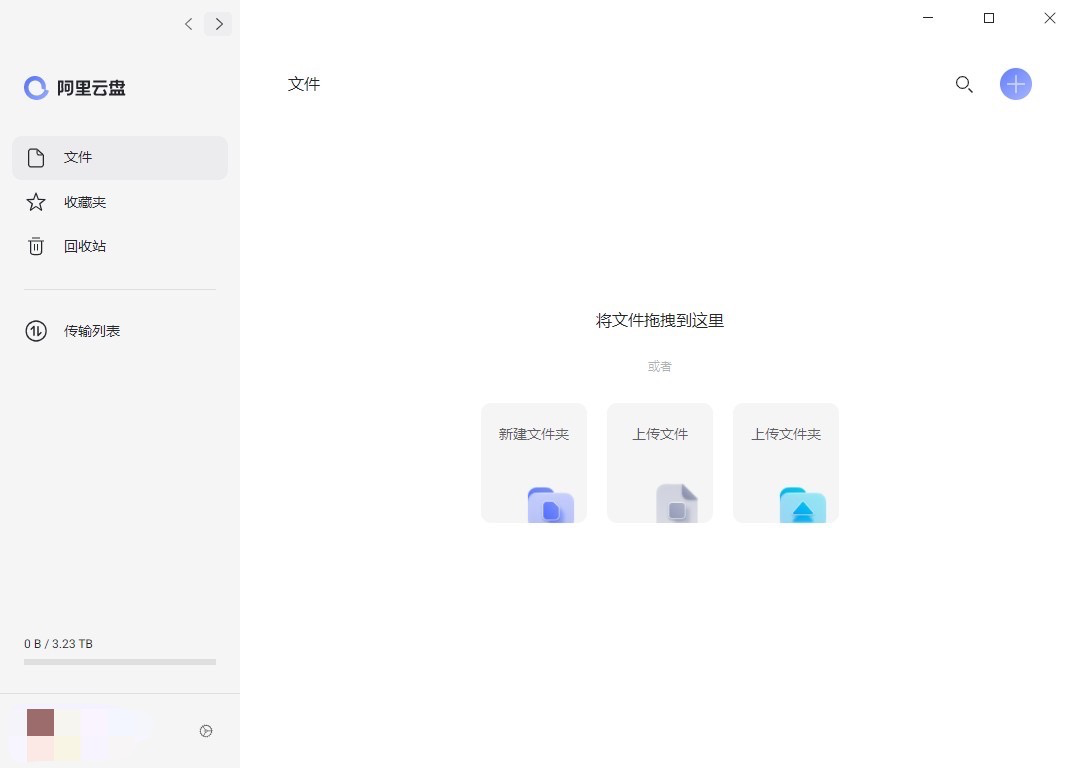 阿里云盘
文件
收藏夹
回收站
传输列表
0 B / 3.23 TB
文件
将文件拖拽到这里
或者
新建文件夹
上传文件
上传文件夹